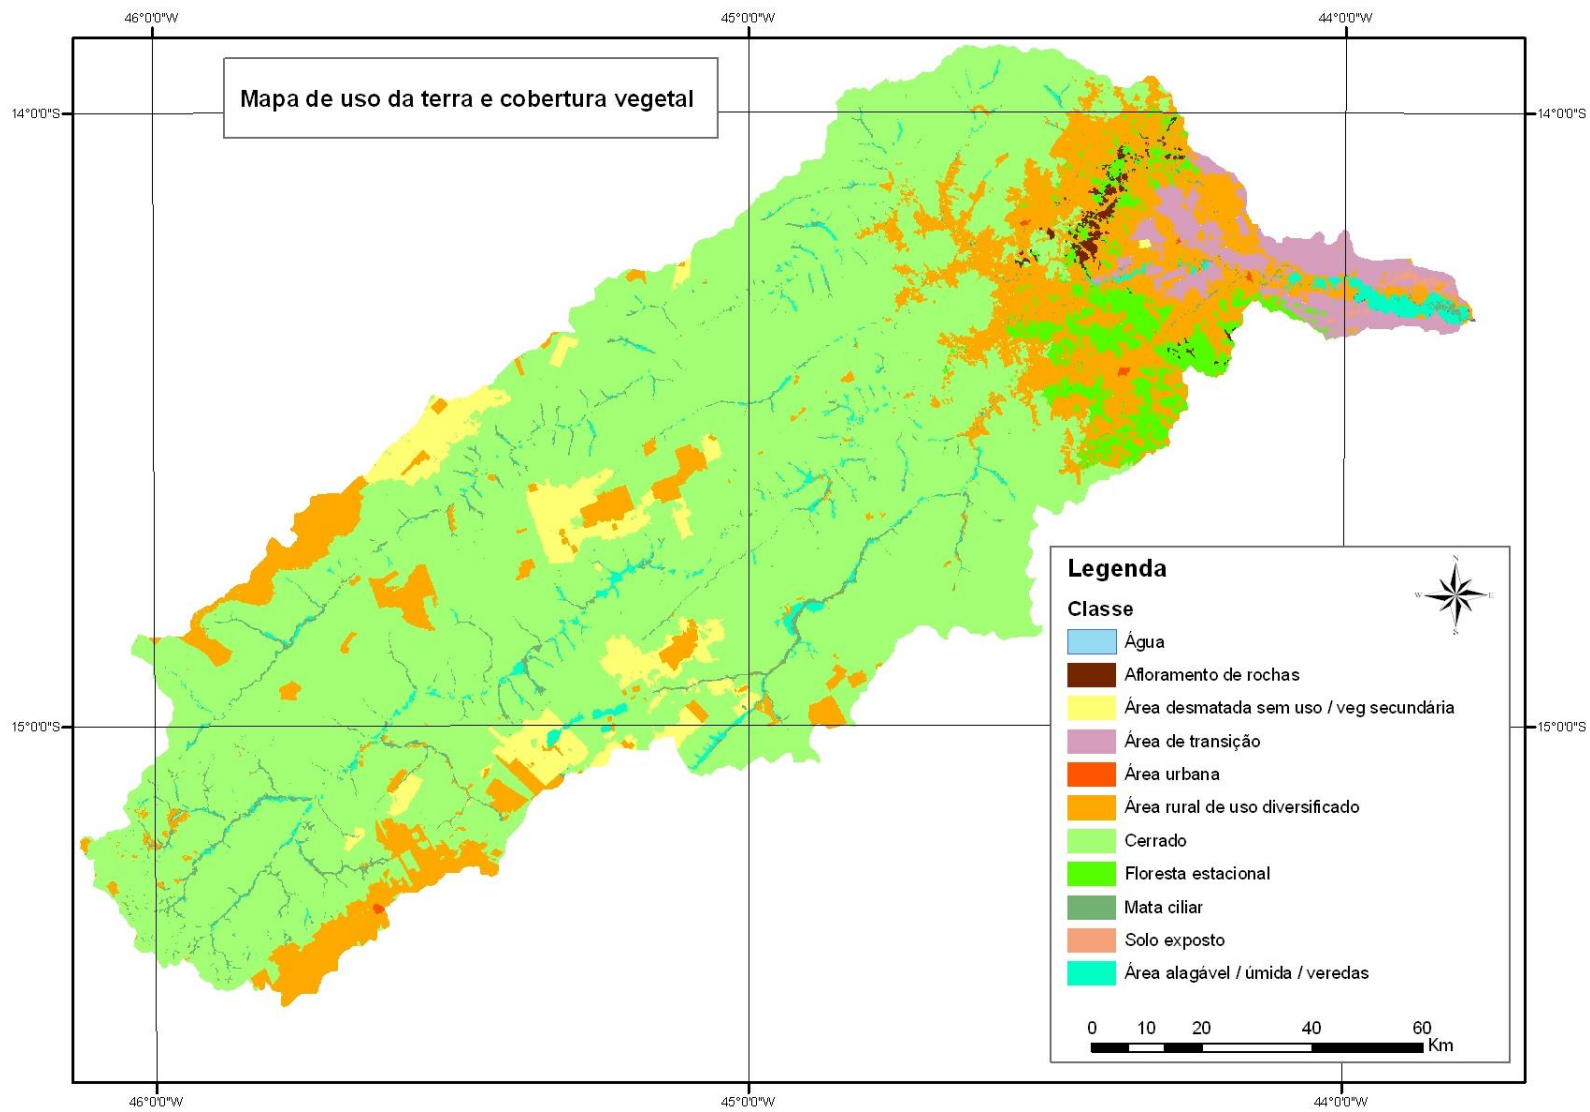 46°0'0"W 45°0'0"W 44°0'0"W
Mapa de uso da terra e cobertura vegetal
14°0'0"S 14°0'0"S
Legenda
Classe
N
W E
S
Água
Afloramento de rochas
Área desmatada sem uso / veg secundária
Área de transição
Área urbana
Área rural de uso diversificado
Cerrado
Floresta estacional
Mata ciliar
Solo exposto
Área alagável / úmida / veredas
15°0'0"S 15°0'0"S
0 10 20 40 60
Km
46°0'0"W 45°0'0"W 44°0'0"W